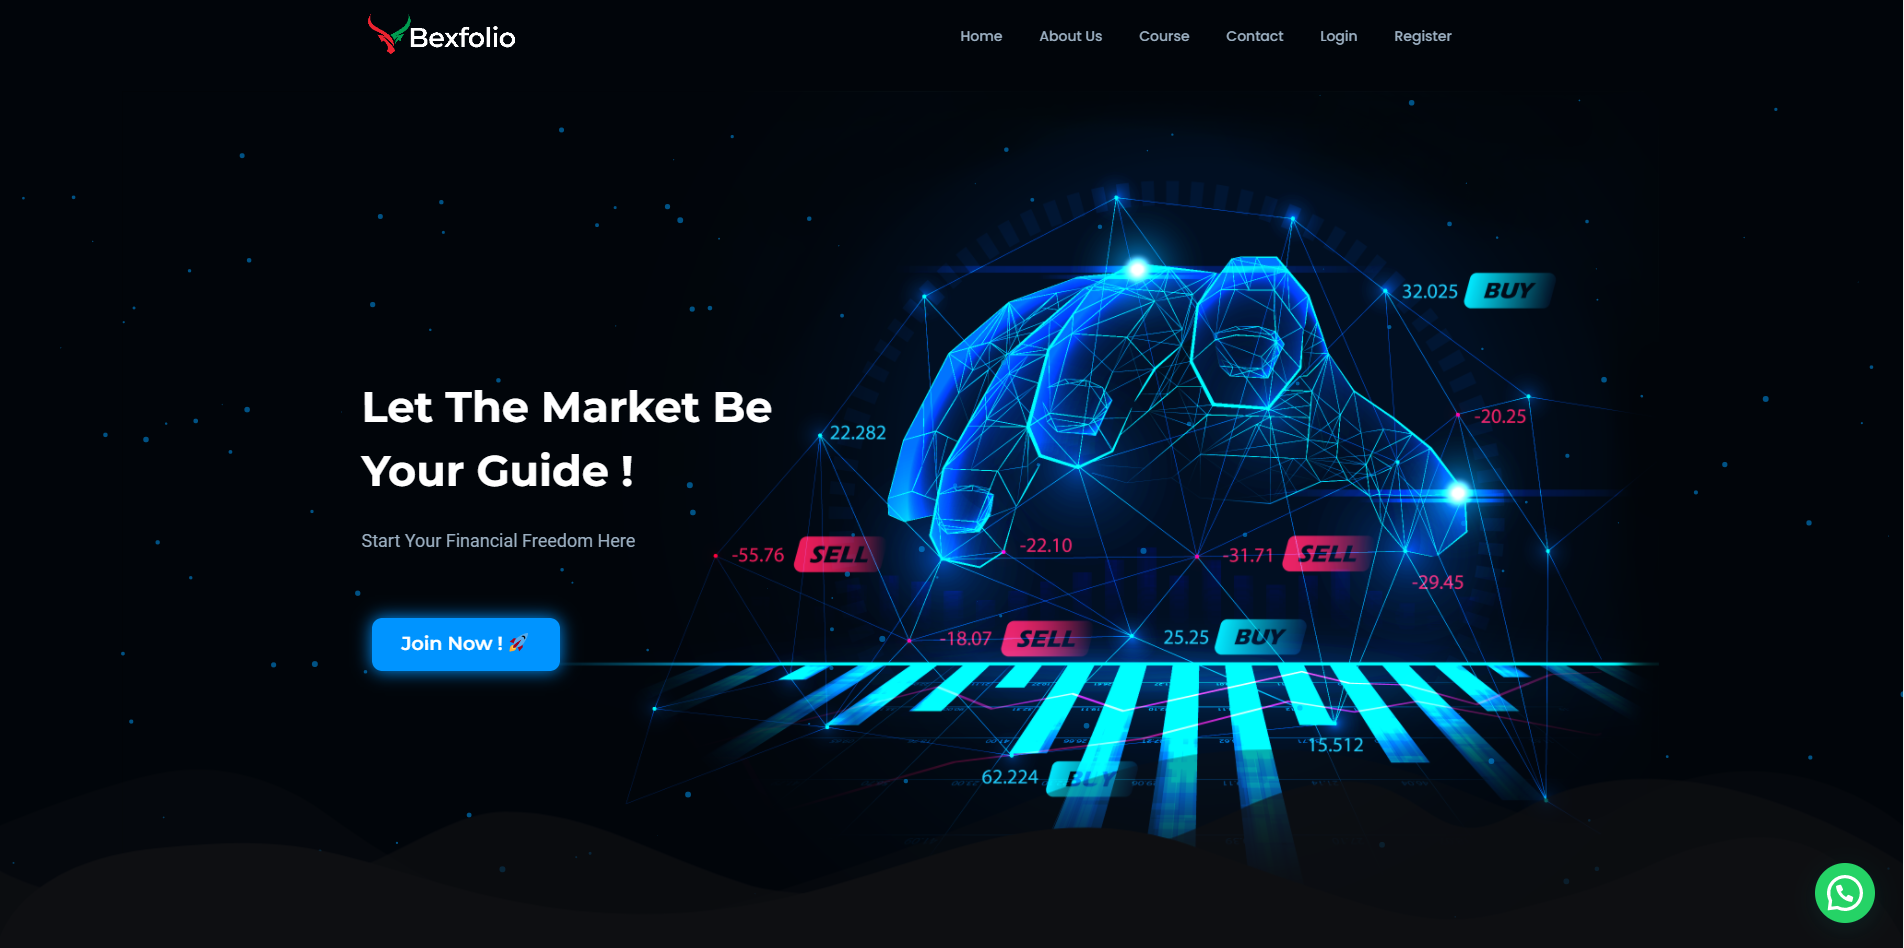 Bexfolio
Home
About Us
Course
Contact
Login
Register
32.025 BUY
-20.25
Let The Market Be
Your Guide !
22.282
Start Your Financial Freedom Here
-55.76 SELL
-22.10
-31.71 SELL
-29.45
Join Now ! 🚀
-18.07 SELL
25.25 BUY
15.512
62.224 BUY